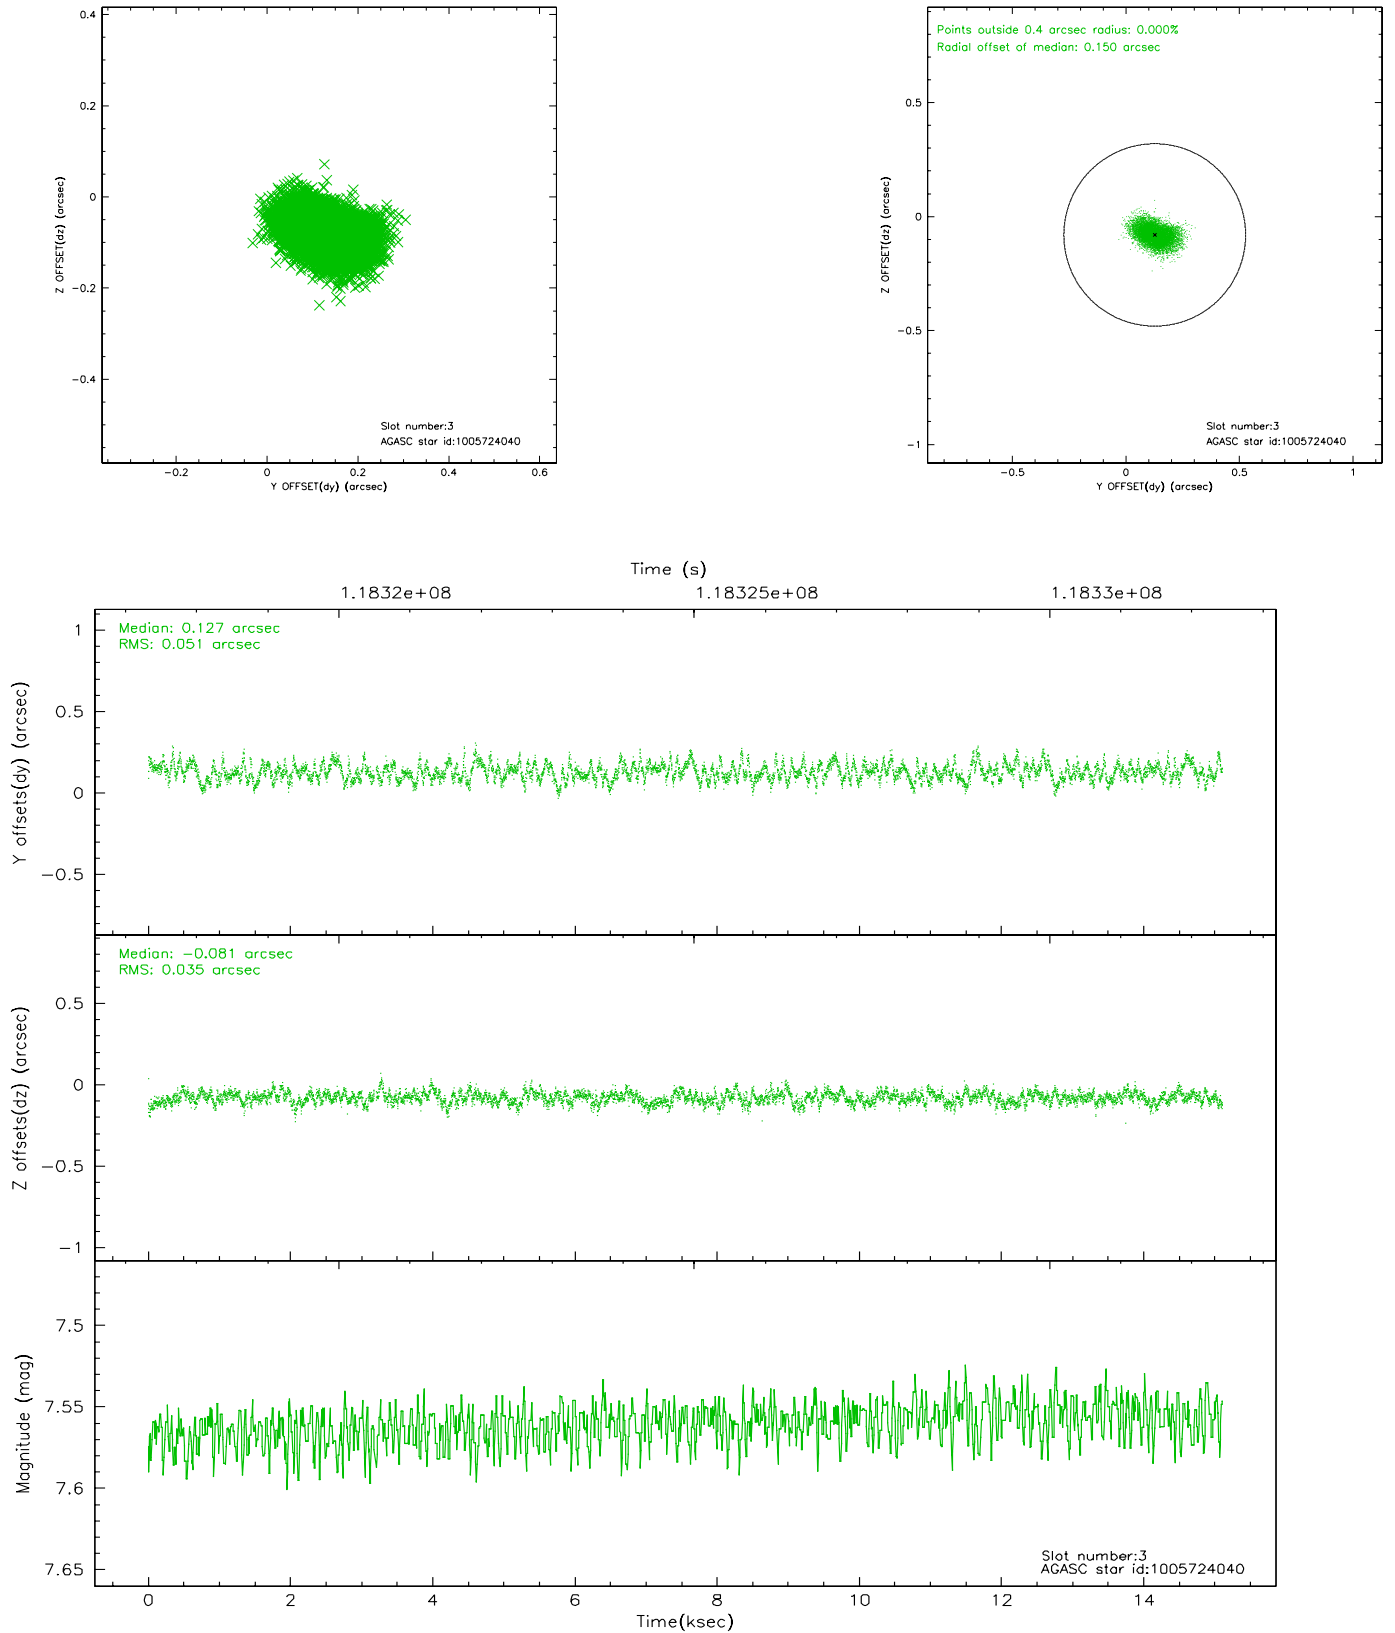 0.4
0.2
0
−0.2
−0.4
Z OFFSET(dz) (arcsec)
Slot number:3
AGASC star id:1005724040
−0.2 0 0.2 0.4 0.6
Y OFFSET(dy) (arcsec)
Points outside 0.4 arcsec radius: 0.000%
Radial offset of median: 0.150 arcsec
0.5
0
−0.5
−1
Z OFFSET(dz) (arcsec)
Slot number:3
AGASC star id:1005724040
−0.5 0 0.5 1
Y OFFSET(dy) (arcsec)
Time (s)
1.1832e+08 1.18325e+08 1.1833e+08
Median: 0.127 arcsec
RMS: 0.051 arcsec
1
0.5
0
−0.5
Y offsets(dy) (arcsec)
Median: −0.081 arcsec
RMS: 0.035 arcsec
0.5
0
−0.5
−1
Z offsets(dz) (arcsec)
7.5
7.55
7.6
7.65
Magnitude (mag)
Slot number:3
AGASC star id:1005724040
0 2 4 6 8 10 12 14
Time(ksec)